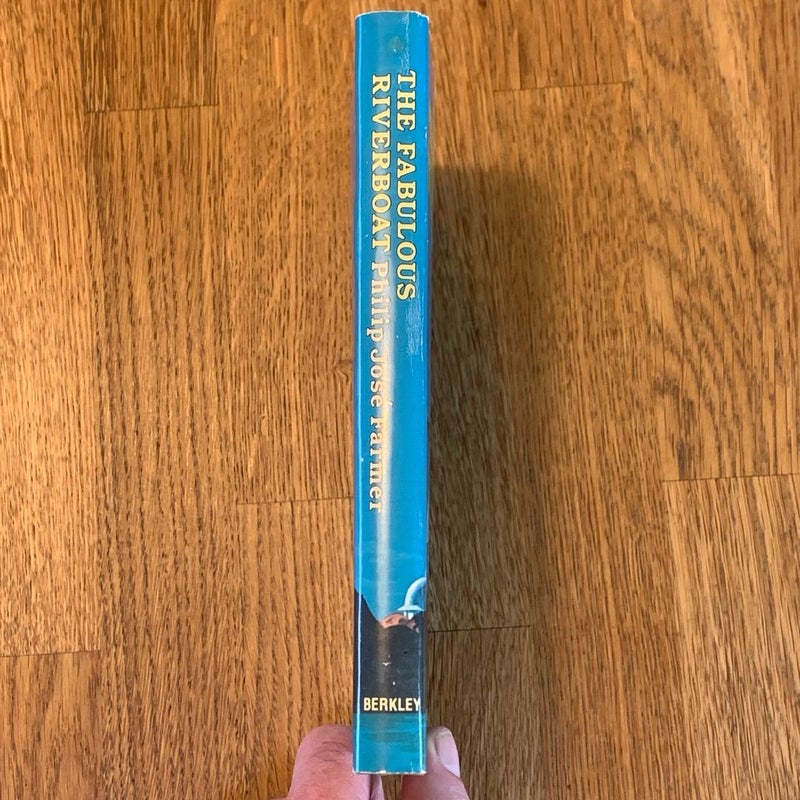 THE FABULOUS
RIVERBOAT Philip José Farmer
BERKLEY